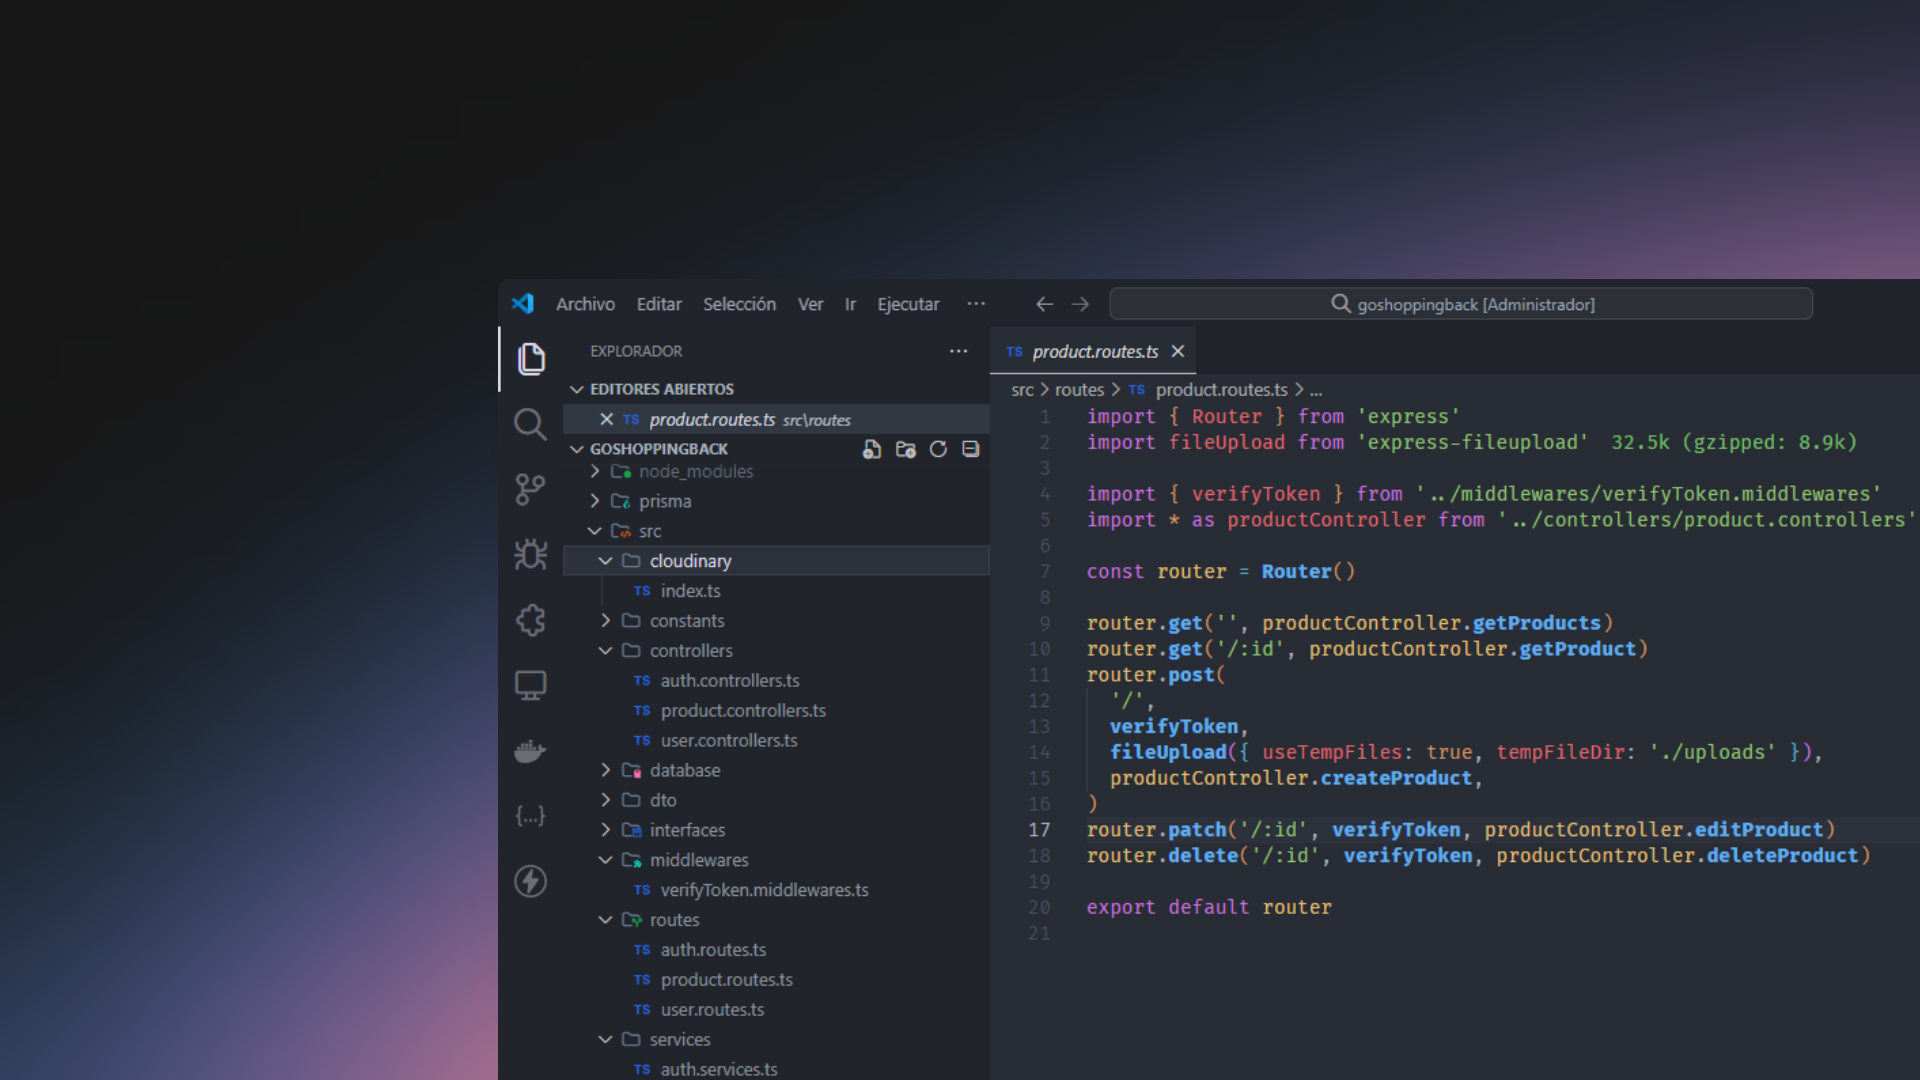 Archivo Editar Selección Ver Ir Ejecutar ···
goshoppingback [Administrador]
EXPLORADOR ···
EDITORES ABIERTOS
TS product.routes.ts src\routes
GOSHOPPINGBACK
node_modules
prisma
src
cloudinary
TS index.ts
constants
controllers
TS auth.controllers.ts
TS product.controllers.ts
TS user.controllers.ts
database
dto
interfaces
middlewares
TS verifyToken.middlewares.ts
routes
TS auth.routes.ts
TS product.routes.ts
TS user.routes.ts
services
TS auth.services.ts
{...}
TS product.routes.ts
src > routes > TS product.routes.ts > ...
1 import { Router } from 'express'
2 import fileUpload from 'express-fileupload' 32.5k (gzipped: 8.9k)
3
4 import { verifyToken } from '../middlewares/verifyToken.middlewares'
5 import * as productController from '../controllers/product.controllers'
6
7 const router = Router()
8
9 router.get('', productController.getProducts)
10 router.get('/:id', productController.getProduct)
11 router.post(
12 '/',
13 verifyToken,
14 fileUpload({ useTempFiles: true, tempFileDir: './uploads' }),
15 productController.createProduct,
16 )
17 router.patch('/:id', verifyToken, productController.editProduct)
18 router.delete('/:id', verifyToken, productController.deleteProduct)
19
20 export default router
21